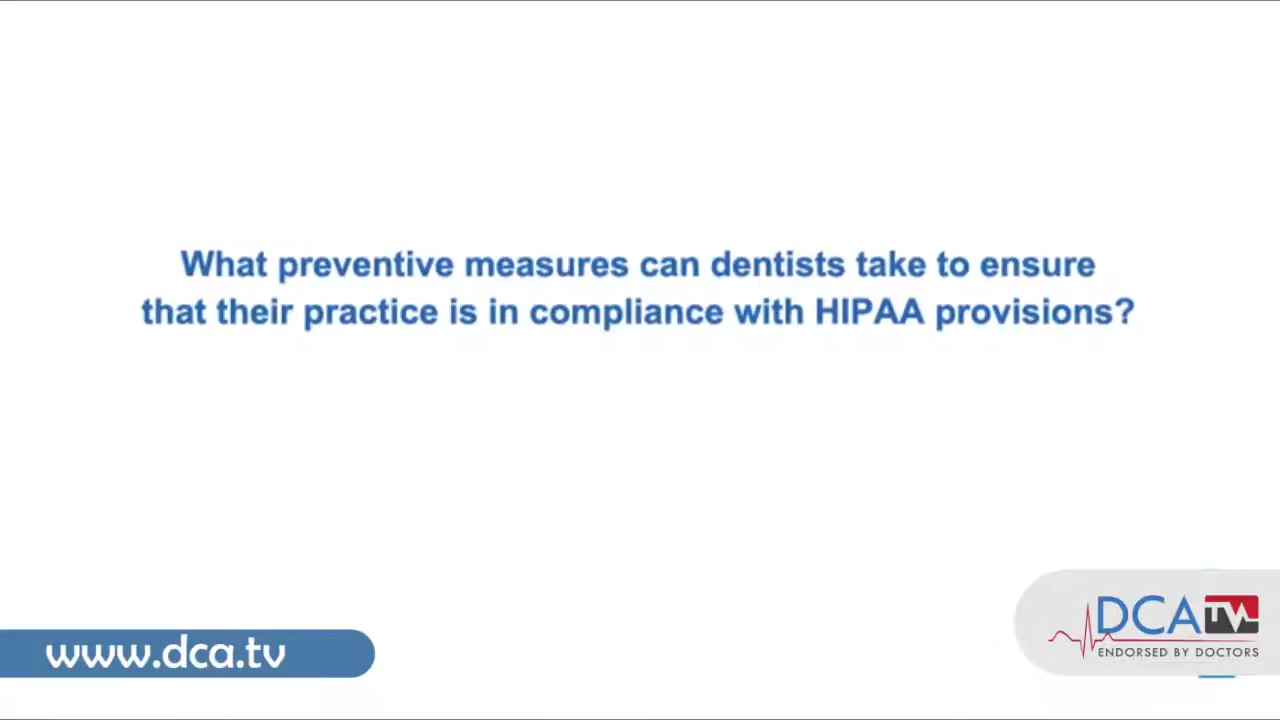 What preventive measures can dentists take to ensure
that their practice is in compliance with HIPAA provisions?
www.dca.tv
DCA TV
ENDORSED BY DOCTORS